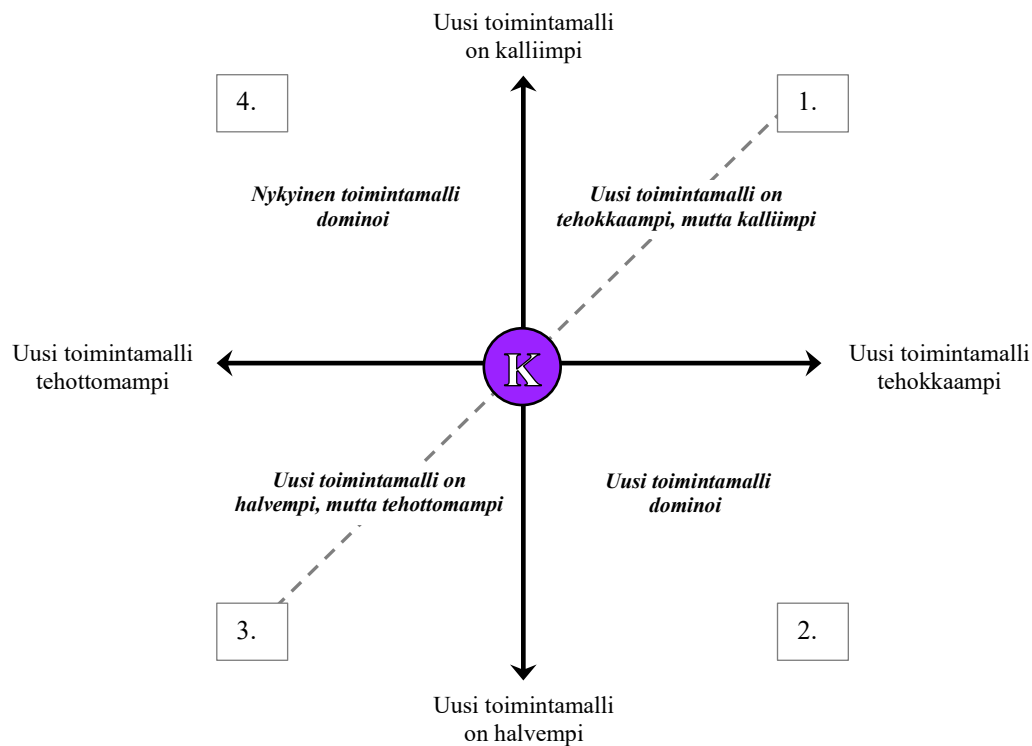 Uusi toimintamalli
on kalliimpi
4.
1.
Nykyinen toimintamalli
dominoi
Uusi toimintamalli on
tehokkaampi, mutta kalliimpi
Uusi toimintamalli
tehottomampi
K
Uusi toimintamalli
tehokkaampi
Uusi toimintamalli on
halvempi, mutta tehottomampi
Uusi toimintamalli
dominoi
3.
2.
Uusi toimintamalli
on halvempi